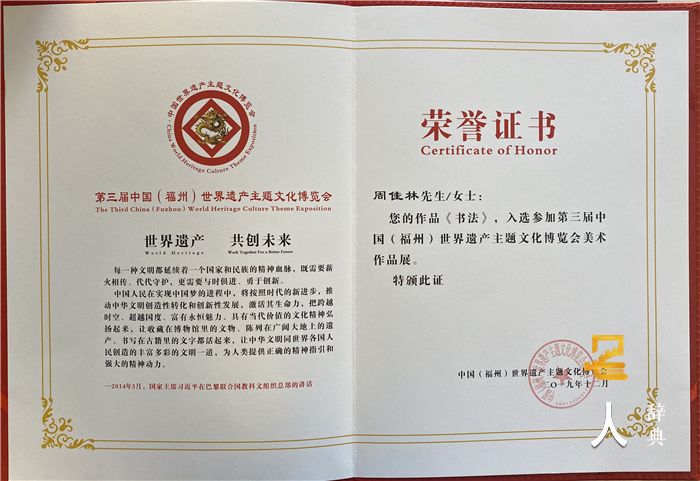 中国世界遗产主题文化博览会
China World Heritage Culture Theme Exposition
第三届中国（福州）世界遗产主题文化博览会
The Third China (Fuzhou) World Heritage Culture Theme Exposition
世界遗产 共创未来
World Heritage Work Together For a Better Future
每一种文明都延续着一个国家和民族的精神血脉，既需要薪
火相传、代代守护，更需要与时俱进、勇于创新。
中国人民在实现中国梦的进程中，将按照时代的新进步，推
动中华文明创造性转化和创新性发展，激活其生命力，把跨越
时空、超越国度、富有永恒魅力、具有当代价值的文化精神弘
扬起来，让收藏在博物馆里的文物、陈列在广阔大地上的遗
产、书写在古籍里的文字都活起来，让中华文明同世界各国人
民创造的丰富多彩的文明一道，为人类提供正确的精神指引和
强大的精神动力。
—2014年3月，国家主席习近平在巴黎联合国教科文组织总部的讲话
荣誉证书
Certificate of Honor
周佳林先生/女士：
您的作品《书法》，入选参加第三届中
国（福州）世界遗产主题文化博览会美术
作品展。
特颁此证
中国（福州）世界遗产主题文化博览会
二〇一九年十二月
人 辞典